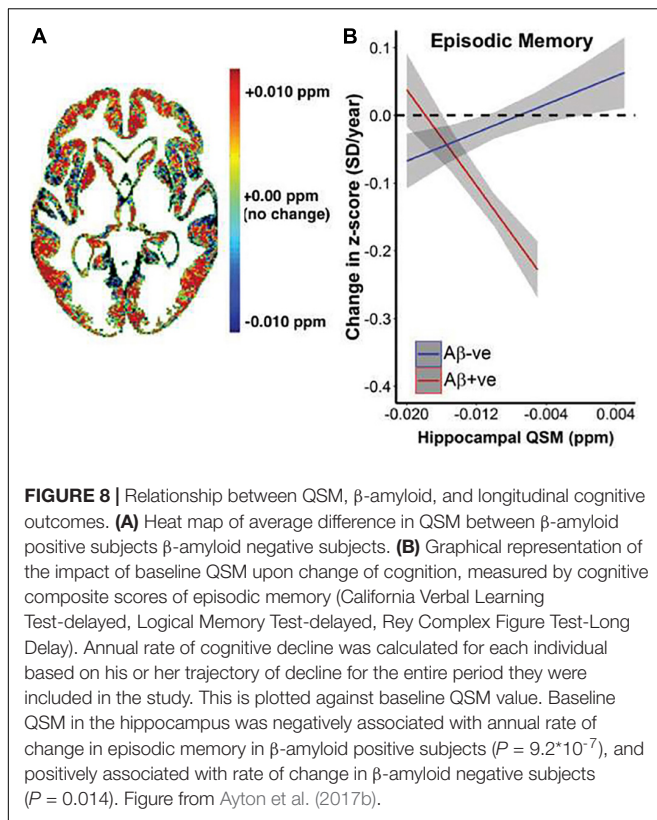 A
+0.010 ppm
+0.00 ppm
(no change)
-0.010 ppm
B
Episodic Memory
Change in z-score (SD/year)
0.1
0.0
-0.1
-0.2
-0.3
-0.4
Aβ-ve
Aβ+ve
-0.020 -0.012 -0.004 0.004
Hippocampal QSM (ppm)
FIGURE 8 | Relationship between QSM, β-amyloid, and longitudinal cognitive
outcomes. (A) Heat map of average difference in QSM between β-amyloid
positive subjects β-amyloid negative subjects. (B) Graphical representation of
the impact of baseline QSM upon change of cognition, measured by cognitive
composite scores of episodic memory (California Verbal Learning
Test-delayed, Logical Memory Test-delayed, Rey Complex Figure Test-Long
Delay). Annual rate of cognitive decline was calculated for each individual
based on his or her trajectory of decline for the entire period they were
included in the study. This is plotted against baseline QSM value. Baseline
QSM in the hippocampus was negatively associated with annual rate of
change in episodic memory in β-amyloid positive subjects (P = 9.2*10⁻⁷), and
positively associated with rate of change in β-amyloid negative subjects
(P = 0.014). Figure from Ayton et al. (2017b).